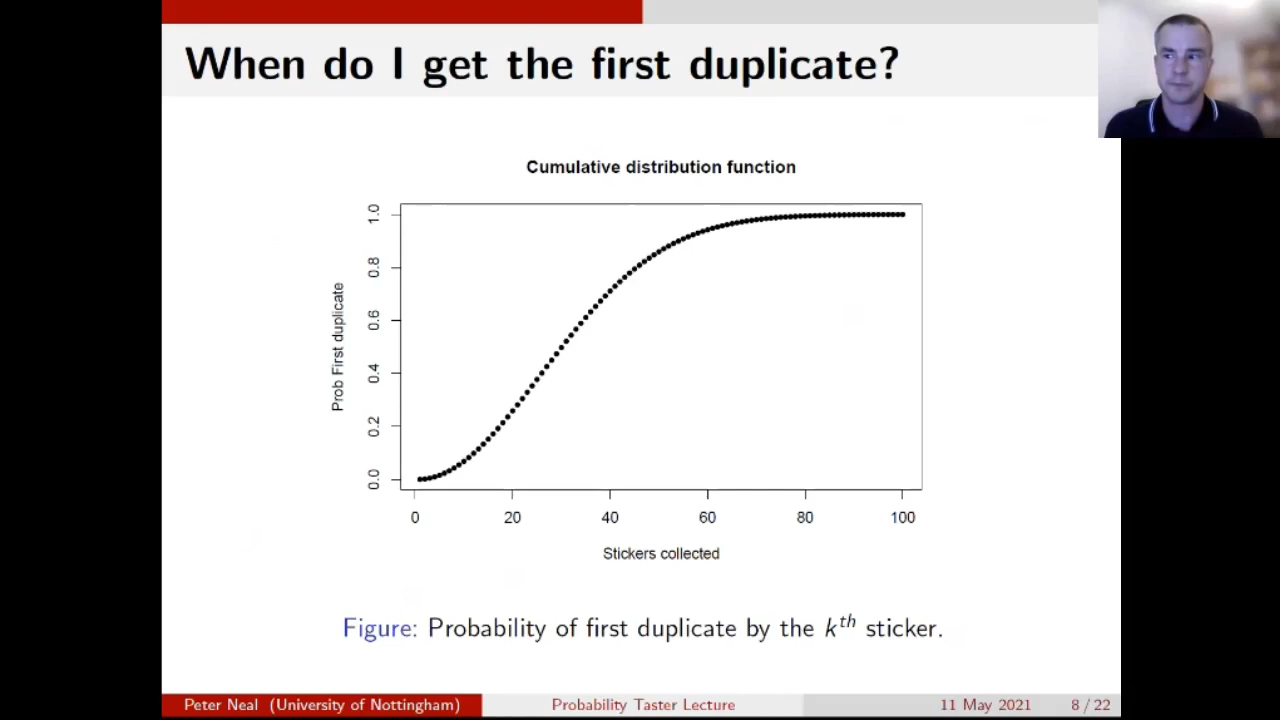 When do I get the first duplicate?
Cumulative distribution function
Prob First duplicate
1.0
0.8
0.6
0.4
0.2
0.0
0 20 40 60 80 100
Stickers collected
Figure: Probability of first duplicate by the kth sticker.
Peter Neal (University of Nottingham) Probability Taster Lecture 11 May 2021 8 / 22